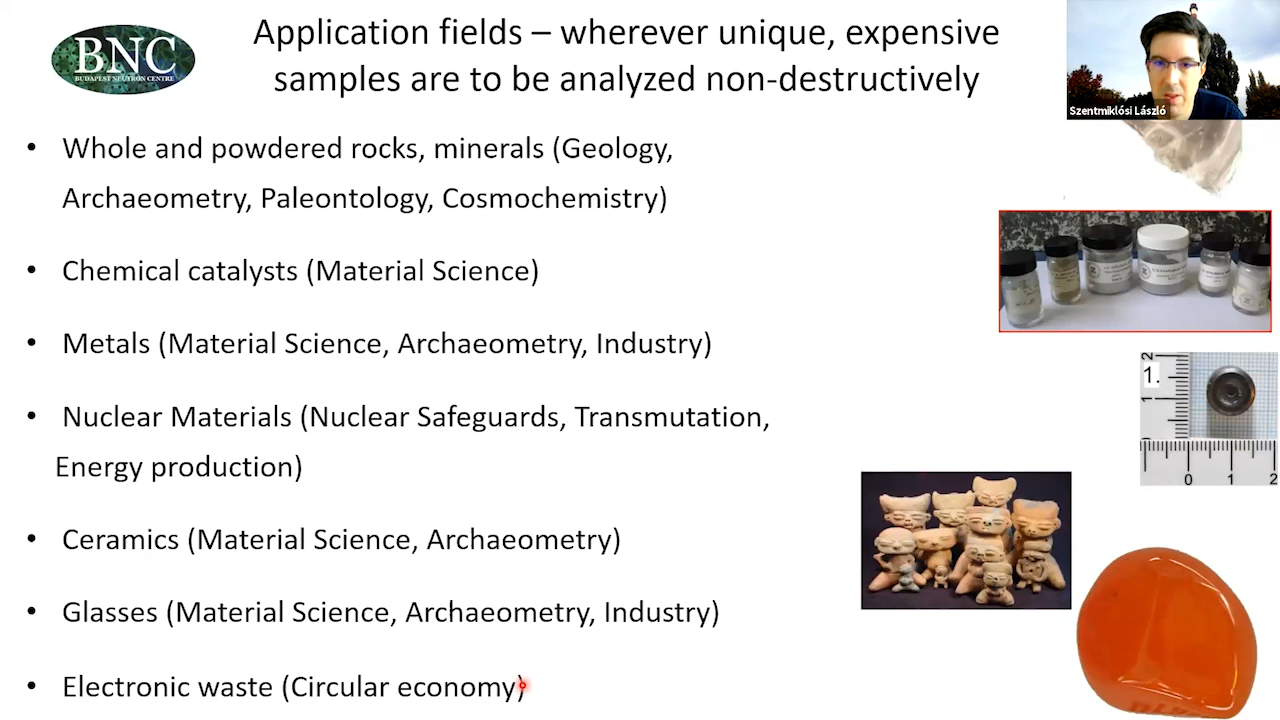 BNC
BUDAPEST NEUTRON CENTRE
Application fields – wherever unique, expensive
samples are to be analyzed non-destructively
Szentmiklósi László
• Whole and powdered rocks, minerals (Geology,
Archaeometry, Paleontology, Cosmochemistry)
• Chemical catalysts (Material Science)
• Metals (Material Science, Archaeometry, Industry)
• Nuclear Materials (Nuclear Safeguards, Transmutation,
Energy production)
• Ceramics (Material Science, Archaeometry)
• Glasses (Material Science, Archaeometry, Industry)
• Electronic waste (Circular economy)
2
1.
1
0 1 2